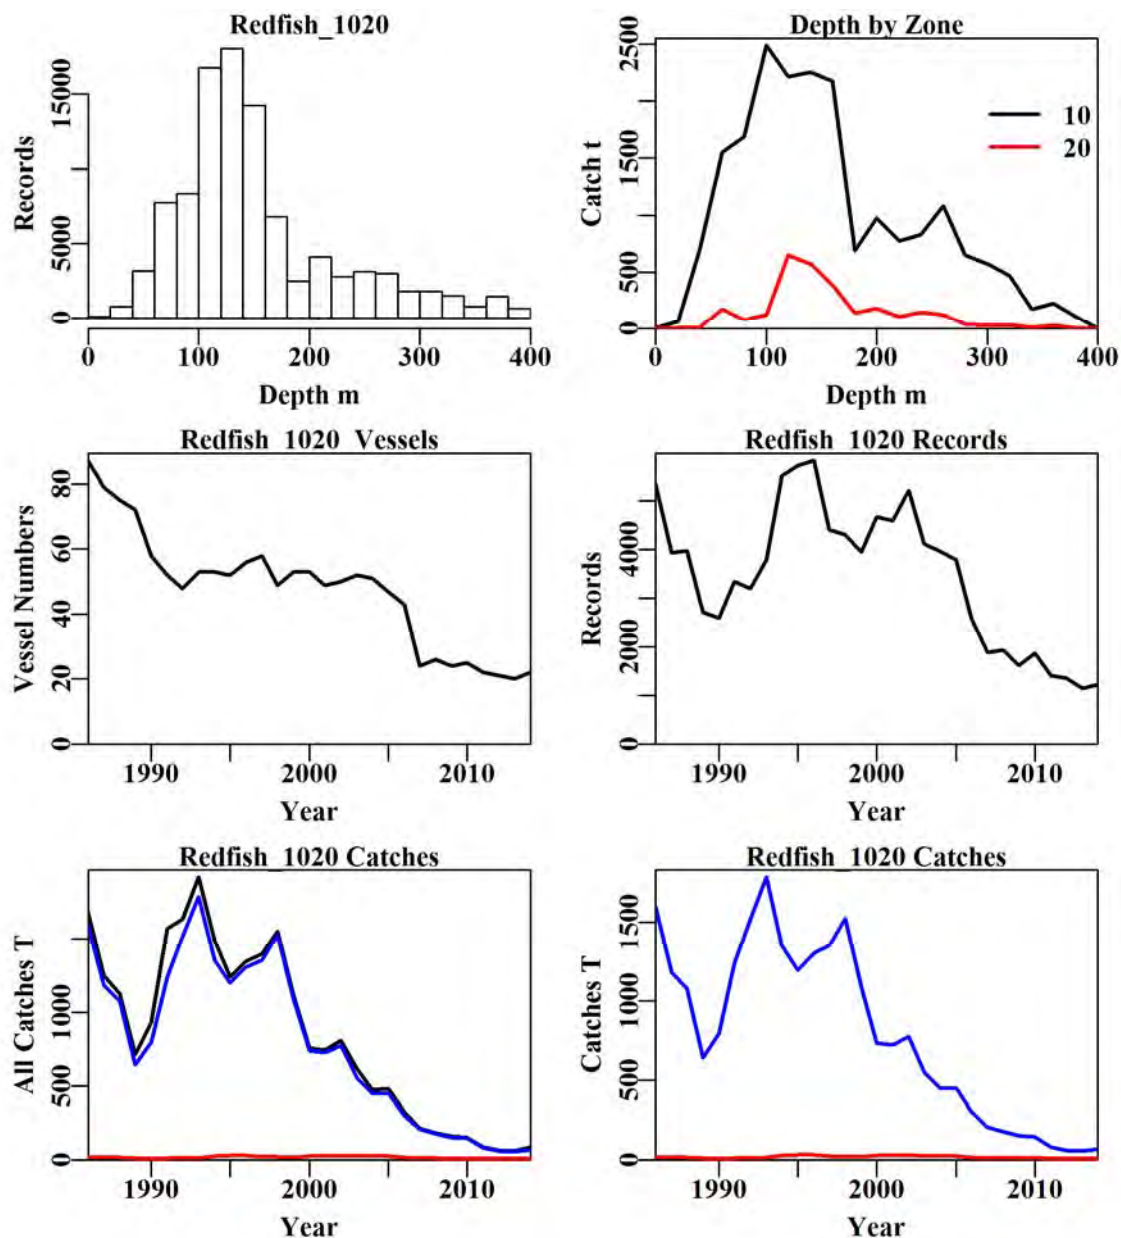 Redfish_1020
Records
0 5000 15000
0 100 200 300 400
Depth m
Depth by Zone
Catch t
0 500 1500 2500
10
20
0 100 200 300 400
Depth m
Redfish_1020_Vessels
Vessel Numbers
0 20 40 60 80
1990 2000 2010
Year
Redfish_1020 Records
Records
0 2000 4000
1990 2000 2010
Year
Redfish_1020 Catches
All Catches T
0 500 1000
1990 2000 2010
Year
Redfish_1020 Catches
Catches T
0 500 1000 1500
1990 2000 2010
Year